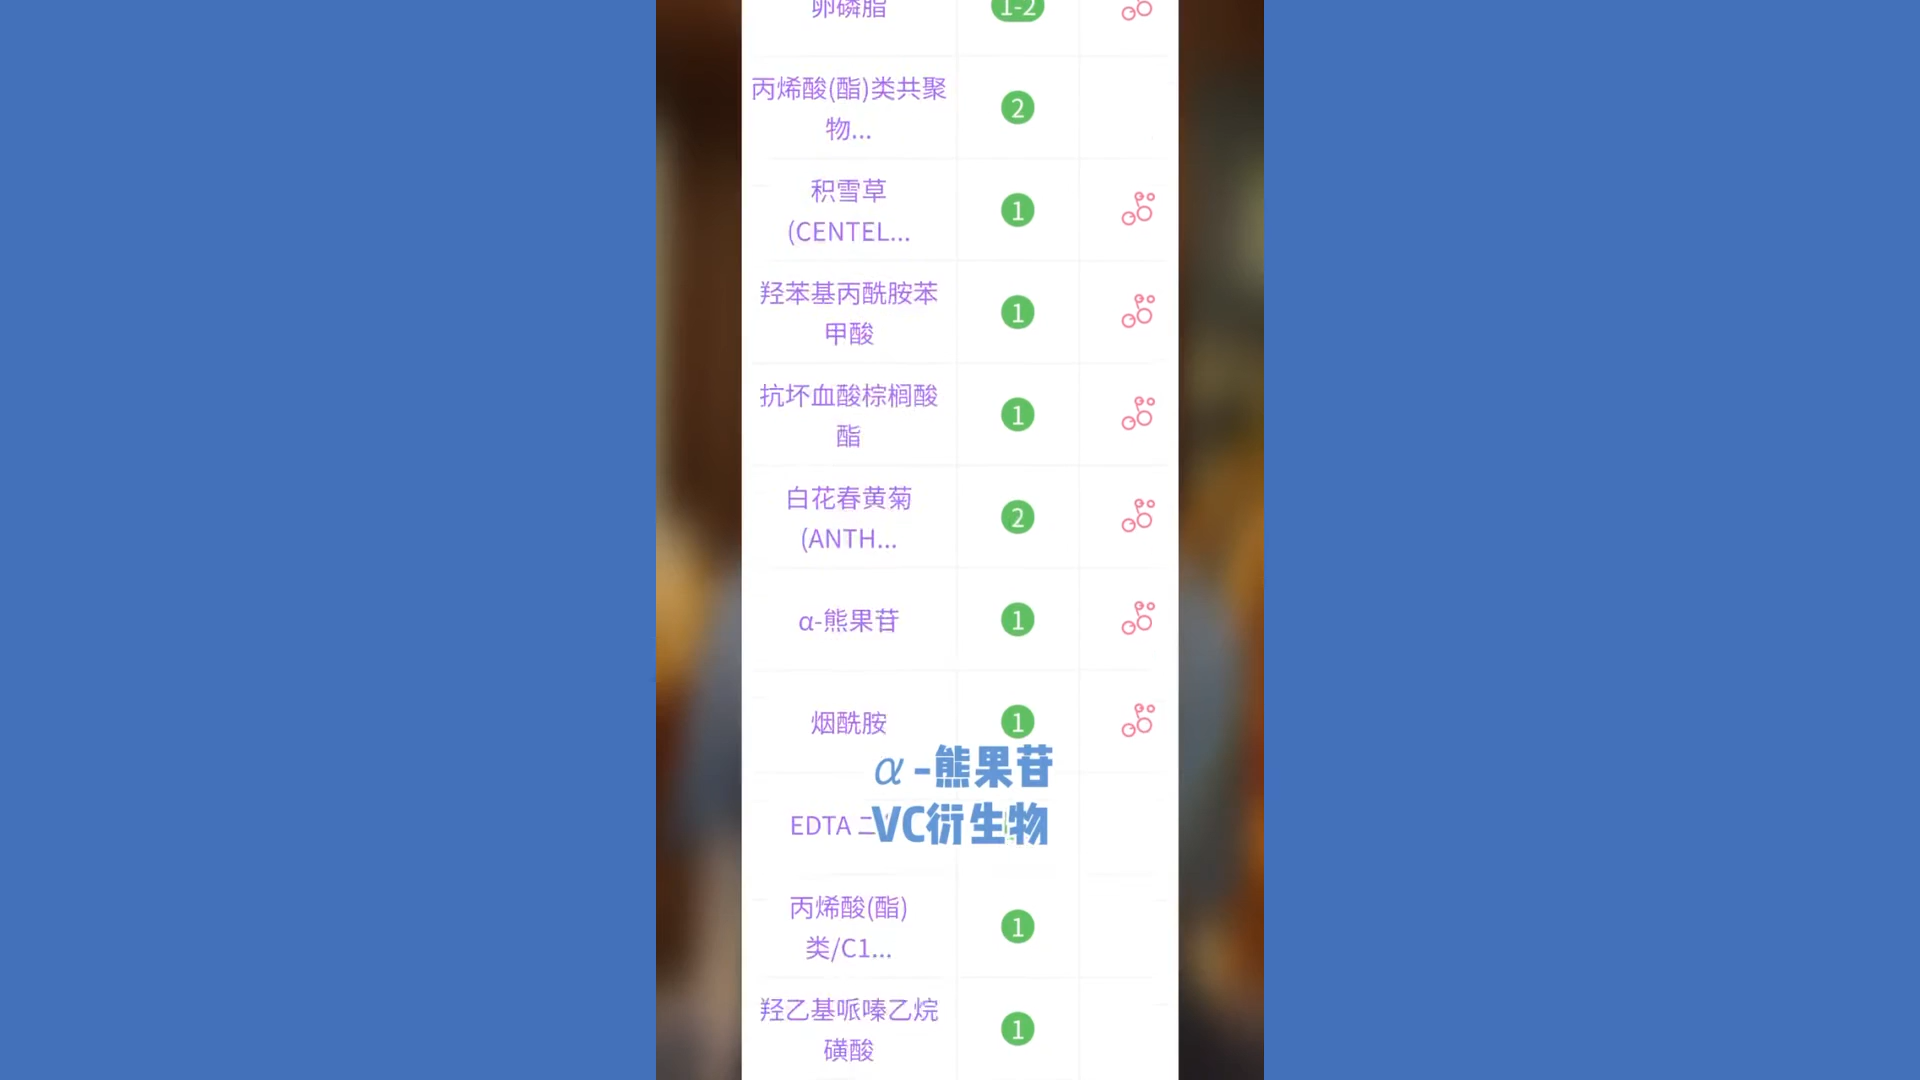 卵磷脂
1-2
丙烯酸(酯)类共聚
物...
2
积雪草
(CENTEL...
1
羟苯基丙酰胺苯
甲酸
1
抗坏血酸棕榈酸
酯
1
白花春黄菊
(ANTH...
2
α-熊果苷
1
烟酰胺
1
α-熊果苷
VC衍生物
EDTA 二
丙烯酸(酯)
类/C1...
1
羟乙基哌嗪乙烷
磺酸
1